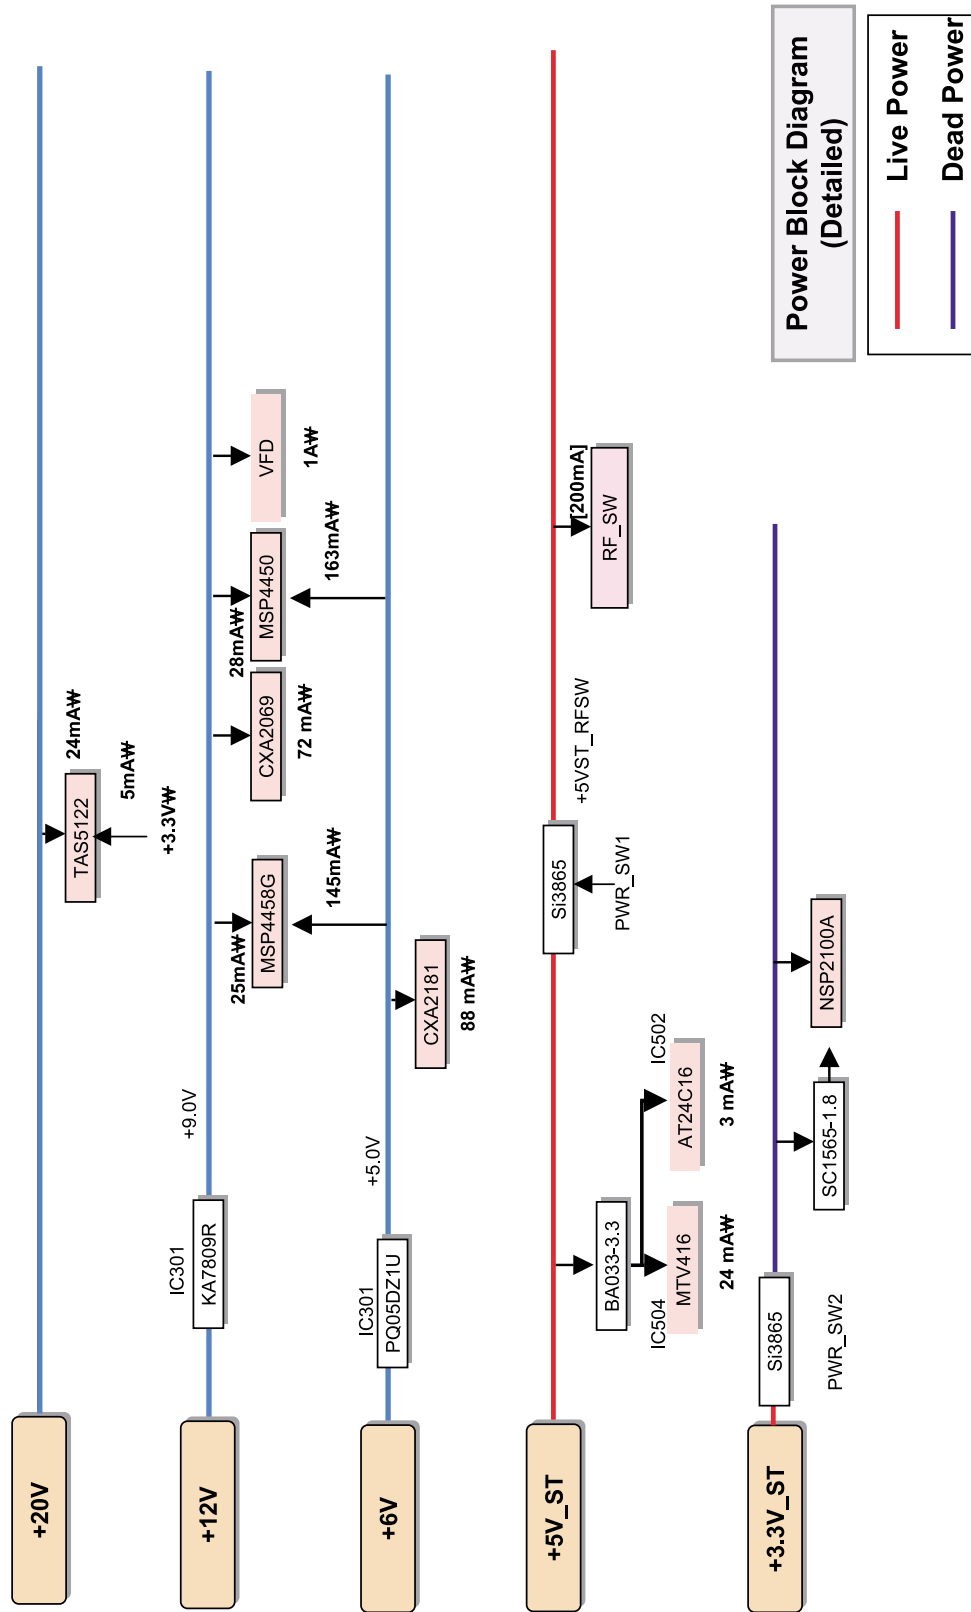 +20V
TAS5122
24mA₩
5mA₩
+3.3V₩
+12V
IC301
KA7809R
+9.0V
25mA₩
MSP4458G
145mA₩
CXA2069
72 mA₩
28mA₩
MSP4450
163mA₩
VFD
1A₩
+6V
IC301
PQ05DZ1U
+5.0V
CXA2181
88 mA₩
+5V_ST
BA033-3.3
IC504
MTV416
24 mA₩
IC502
AT24C16
3 mA₩
Si3865
PWR_SW1
+5VST_RFSW
[200mA]
RF_SW
+3.3V_ST
Si3865
PWR_SW2
SC1565-1.8
NSP2100A
Power Block Diagram
(Detailed)
Live Power
Dead Power